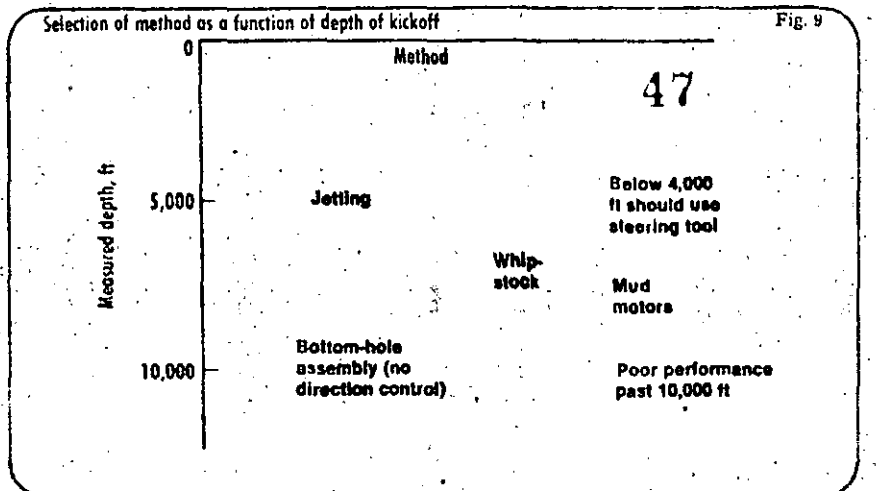 Selection of method as a function of depth of kickoff
Fig. 9
0
Method
47
Measured depth, ft
5,000
Jetting
Below 4,000
ft should use
steering tool
Whip-
stock
Mud
motors
Bottom-hole
assembly (no
direction control)
10,000
Poor performance
past 10,000 ft